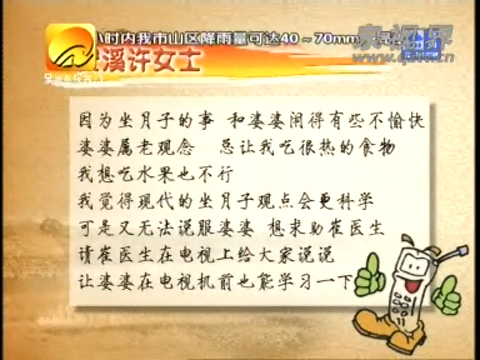 小时内我市山区降雨量可达40～70mm
溪许女士
因为坐月子的事 和婆婆闹得有些不愉快
婆婆属老观念 总让我吃很热的食物
我想吃水果也不行
我觉得现代的坐月子观点会更科学
可是又无法说服婆婆 想求助崔医生
请崔医生在电视上给大家说说
让婆婆在电视机前也能学习一下